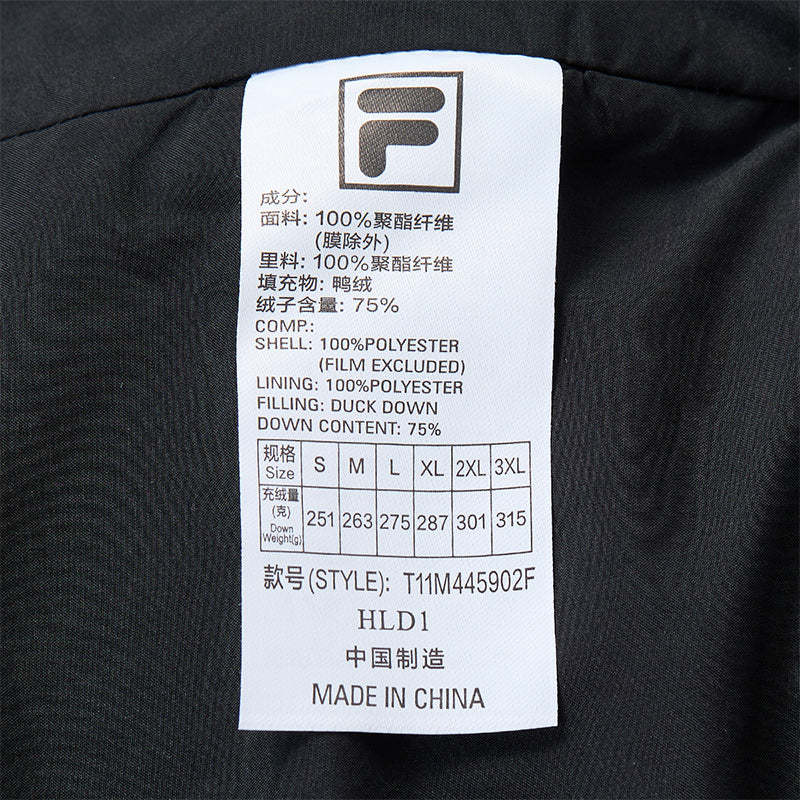 成分:
面料: 100%聚酯纤维
(膜除外)
里料: 100%聚酯纤维
填充物: 鸭绒
绒子含量: 75%
COMP.:
SHELL: 100%POLYESTER
(FILM EXCLUDED)
LINING: 100%POLYESTER
FILLING: DUCK DOWN
DOWN CONTENT: 75%
规格 Size S M L XL 2XL 3XL
充绒量(克) Down Weight(g) 251 263 275 287 301 315
款号(STYLE): T11M445902F
HLD1
中国制造
MADE IN CHINA